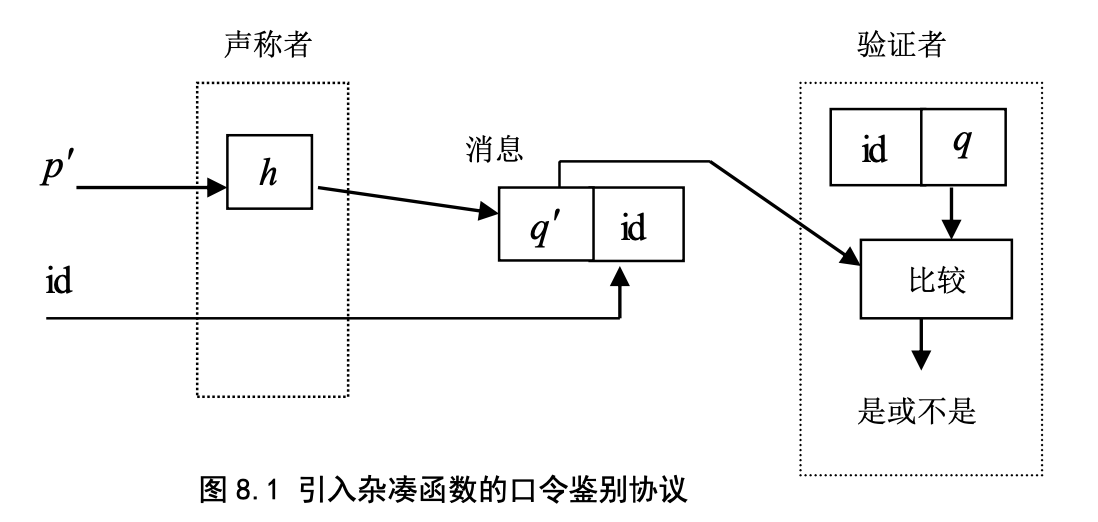 声称者
验证者
p′
h
消息
q′ id
id q
id
比较
是或不是
图 8.1 引入杂凑函数的口令鉴别协议